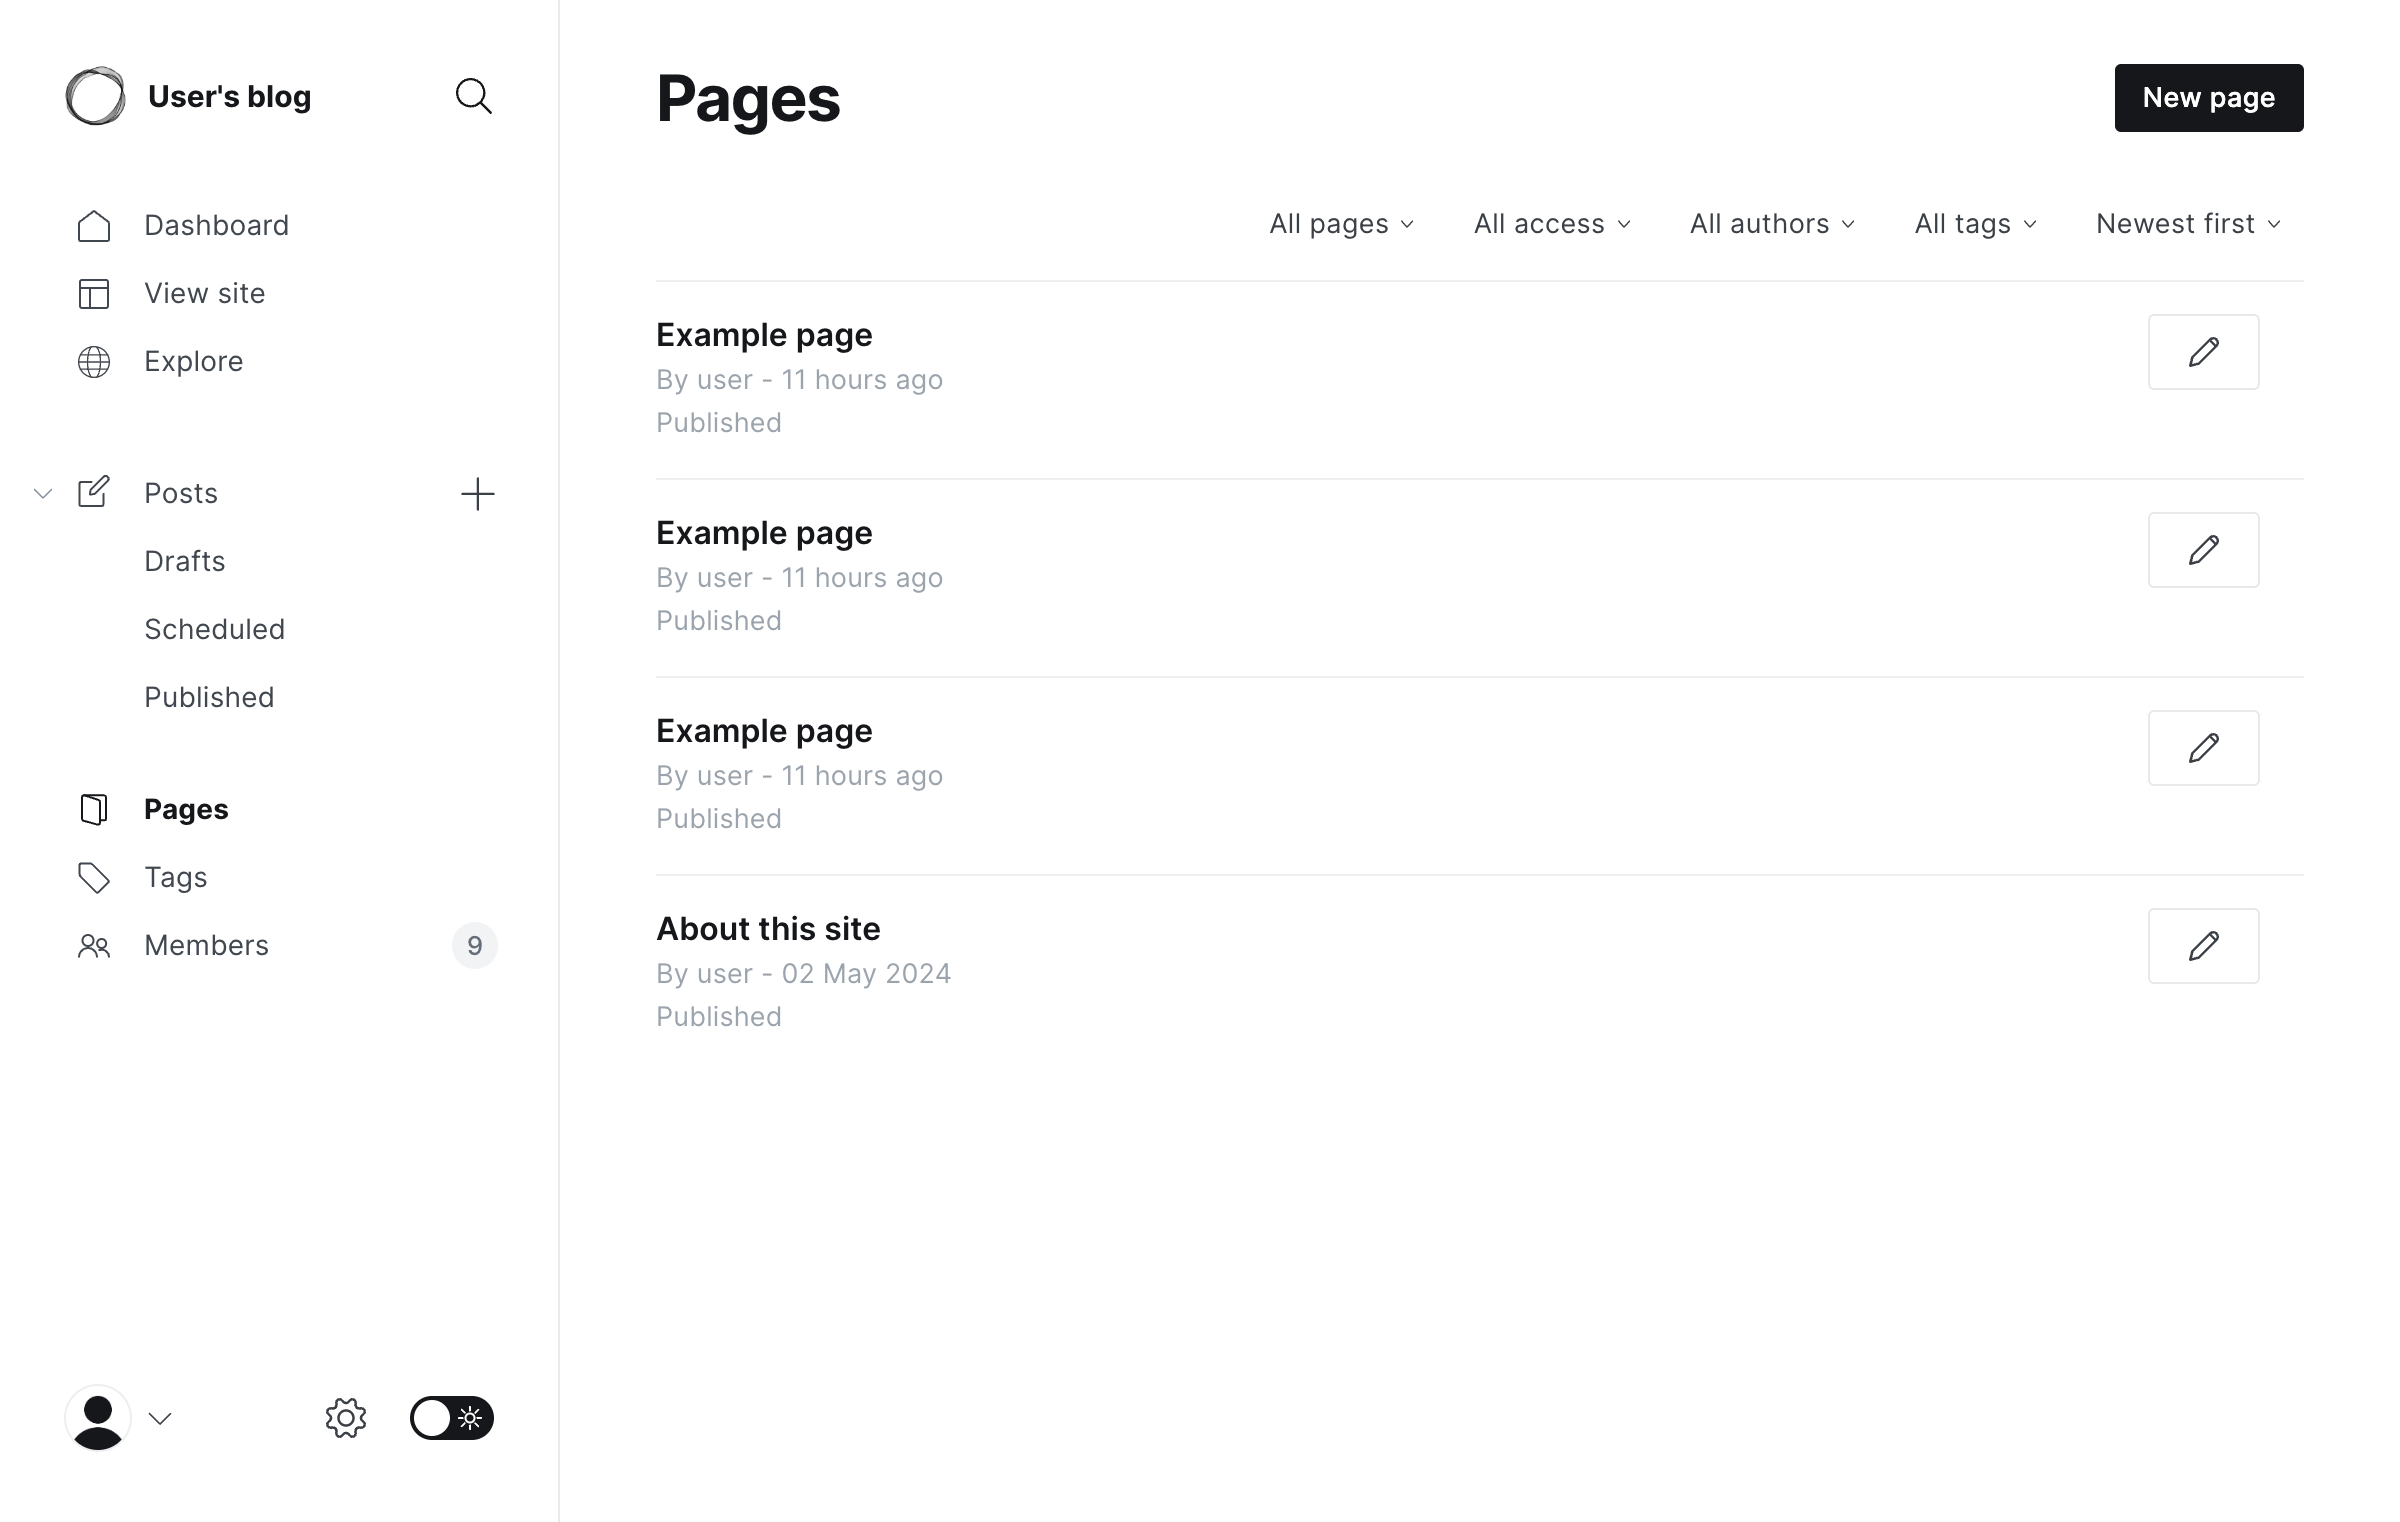 User's blog
Dashboard
View site
Explore
Posts
Drafts
Scheduled
Published
Pages
Tags
Members 9
Pages
New page
All pages All access All authors All tags Newest first
Example page
By user - 11 hours ago
Published
Example page
By user - 11 hours ago
Published
Example page
By user - 11 hours ago
Published
About this site
By user - 02 May 2024
Published